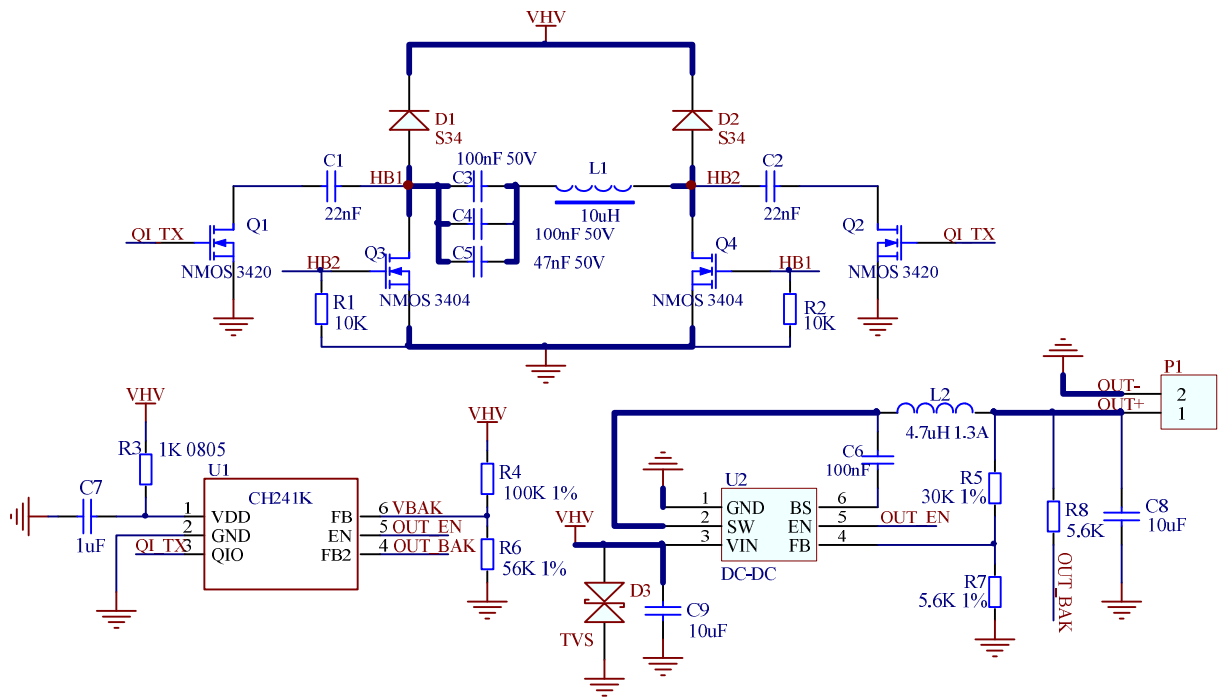 VHV
D1
S34
D2
S34
C1
22nF
HB1
100nF 50V
C3
C4
C5
100nF 50V
47nF 50V
L1
10uH
HB2
C2
22nF
QI_TX
Q1
NMOS 3420
HB2
Q3
NMOS 3404
R1
10K
Q4
NMOS 3404
HB1
R2
10K
Q2
NMOS 3420
QI_TX
VHV
R3
1K 0805
C7
1uF
U1
CH241K
1 VDD
2 GND
3 QIO
QI_TX
FB 6
EN 5
FB2 4
VBAK
OUT_EN
OUT_BAK
VHV
R4
100K 1%
R6
56K 1%
VHV
D3
TVS
C9
10uF
U2
1 GND
2 SW
3 VIN
BS 6
EN 5
FB 4
DC-DC
OUT_EN
C6
100nF
L2
4.7uH 1.3A
R5
30K 1%
R7
5.6K 1%
R8
5.6K
OUT_BAK
C8
10uF
OUT-
OUT+
P1
2
1